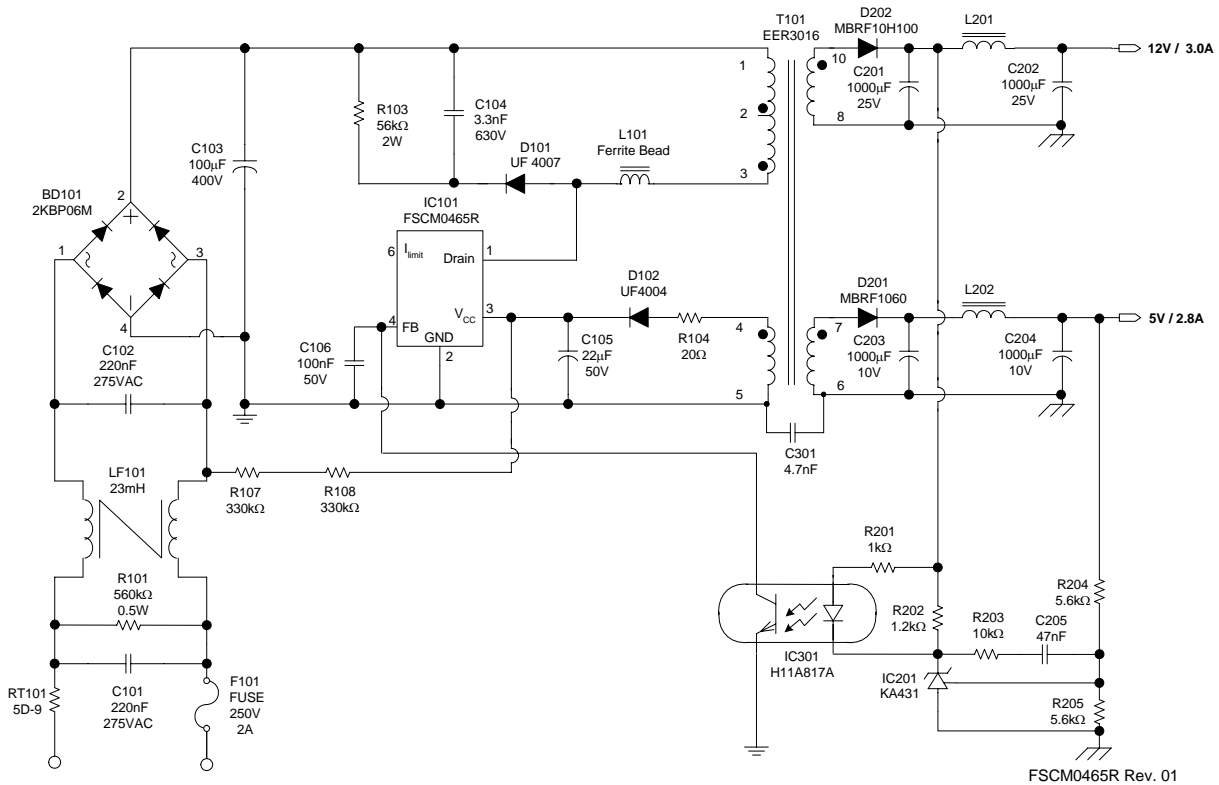 T101
EER3016
D202
MBRF10H100
L201
12V / 3.0A
1
2
3
10
8
C201
1000µF
25V
C202
1000µF
25V
R103
56kΩ
2W
C104
3.3nF
630V
L101
Ferrite Bead
D101
UF 4007
C103
100µF
400V
BD101
2KBP06M
2
1
3
4
IC101
FSCM0465R
6
Ilimit
Drain
1
4
FB
VCC
3
GND
2
D102
UF4004
R104
20Ω
C105
22µF
50V
C106
100nF
50V
4
5
7
6
D201
MBRF1060
L202
5V / 2.8A
C203
1000µF
10V
C204
1000µF
10V
C102
220nF
275VAC
C301
4.7nF
LF101
23mH
R107
330kΩ
R108
330kΩ
R101
560kΩ
0.5W
C101
220nF
275VAC
RT101
5D-9
F101
FUSE
250V
2A
R201
1kΩ
R202
1.2kΩ
R203
10kΩ
C205
47nF
R204
5.6kΩ
IC301
H11A817A
IC201
KA431
R205
5.6kΩ
FSCM0465R Rev. 01